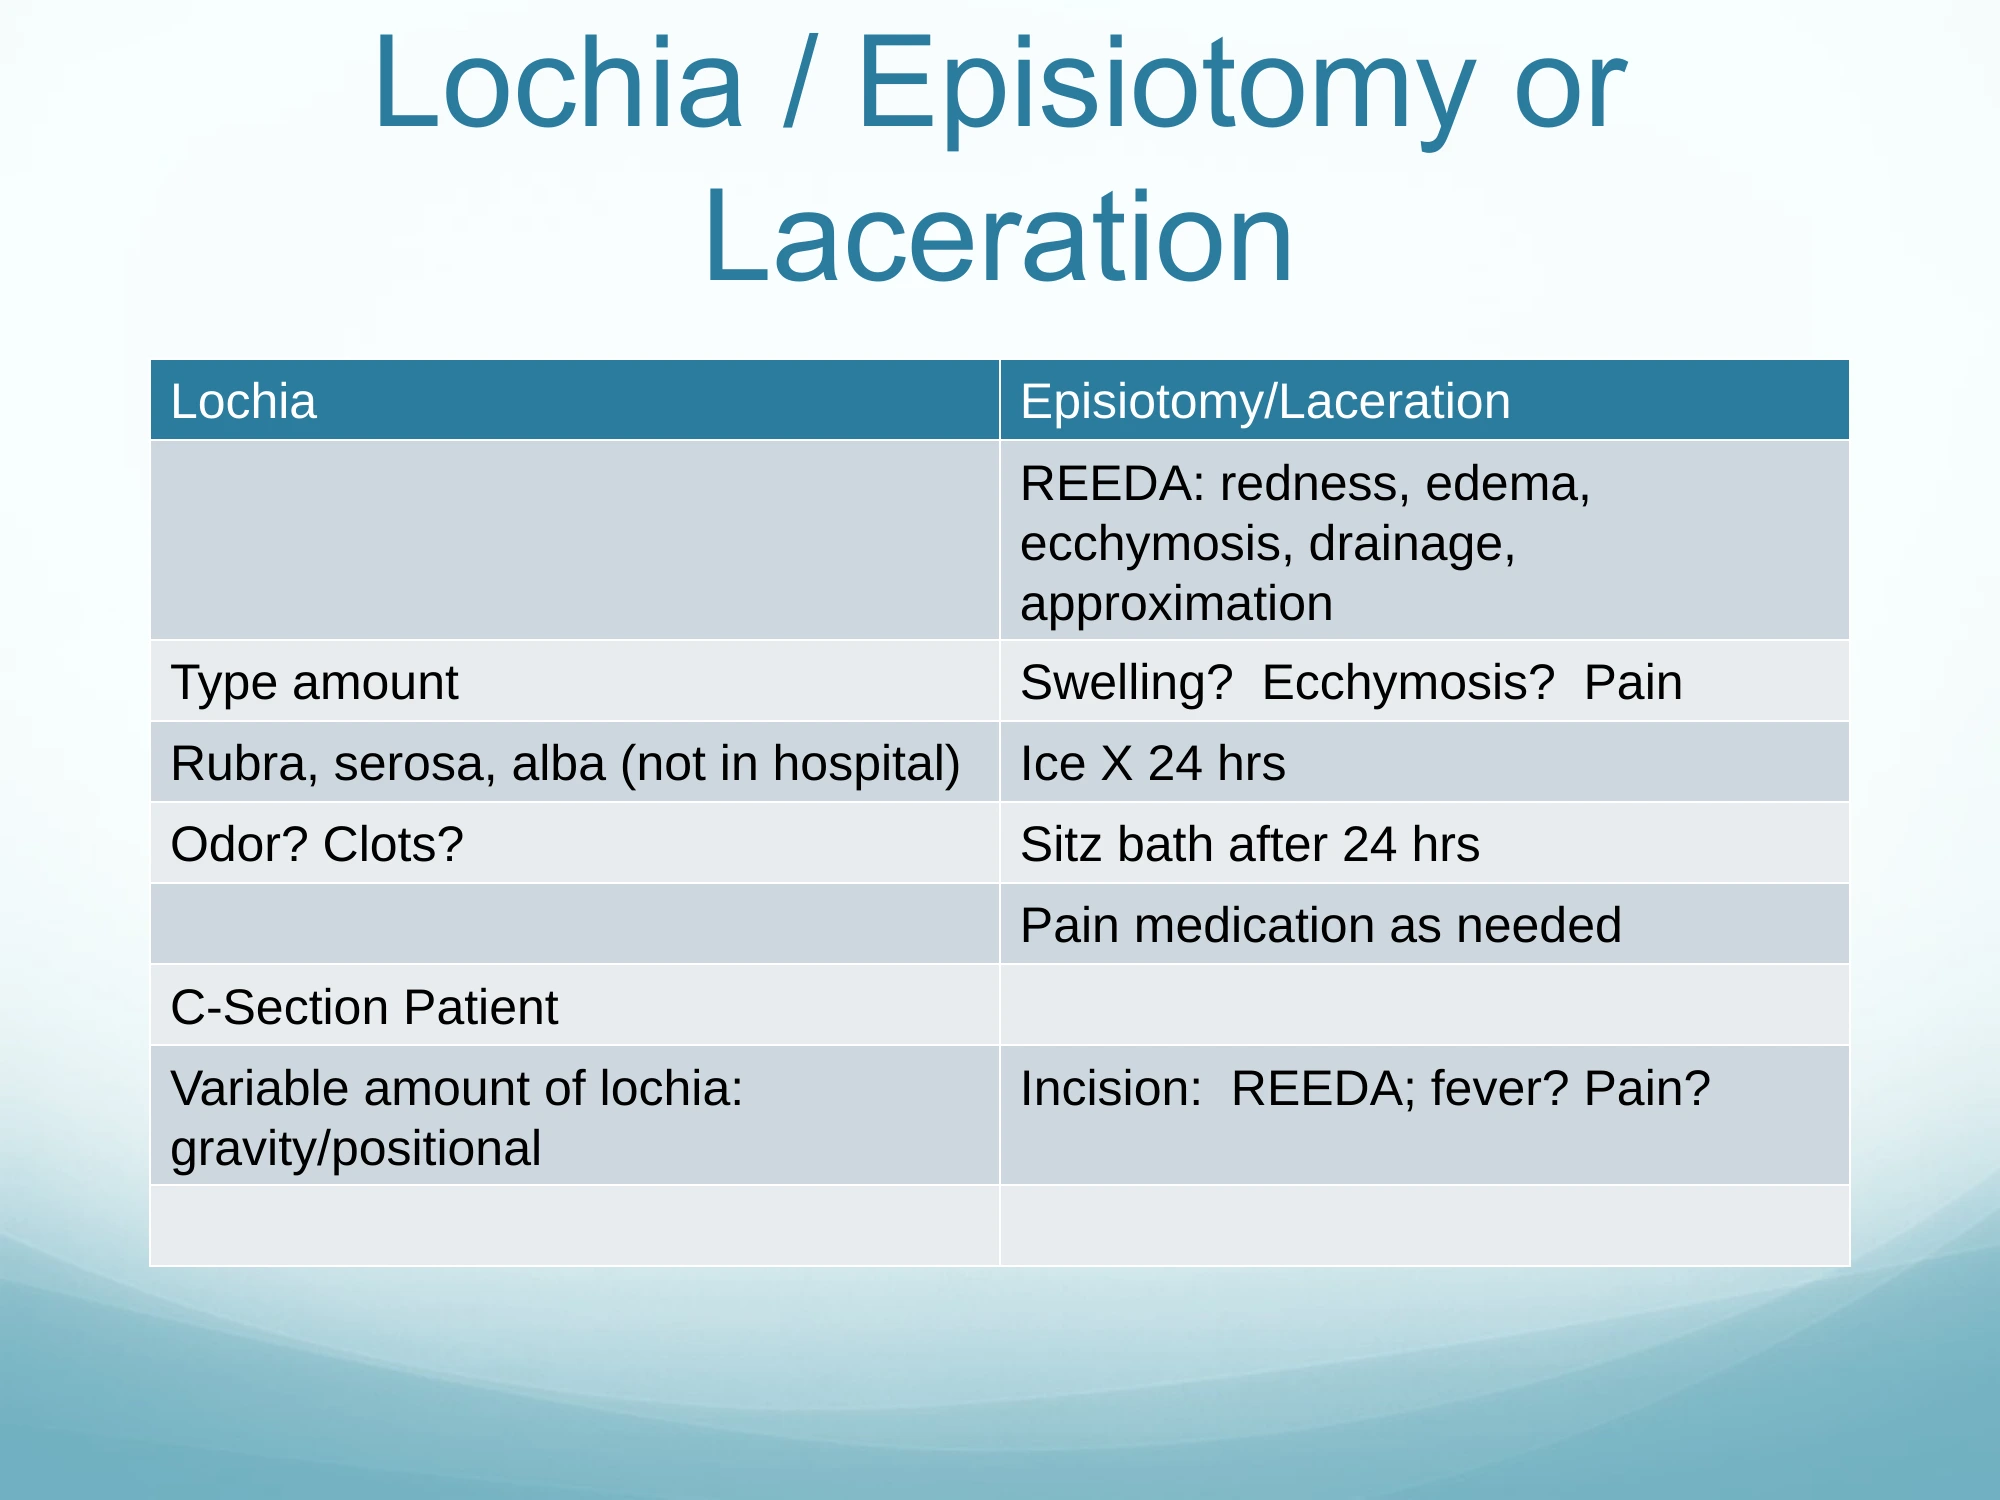 Lochia / Episiotomy or
Laceration
Lochia
Episiotomy/Laceration
REEDA: redness, edema,
ecchymosis, drainage,
approximation
Type amount
Swelling?  Ecchymosis?  Pain
Rubra, serosa, alba (not in hospital)
Ice X 24 hrs
Odor? Clots?
Sitz bath after 24 hrs
Pain medication as needed
C-Section Patient
Variable amount of lochia:
gravity/positional
Incision:  REEDA; fever? Pain?